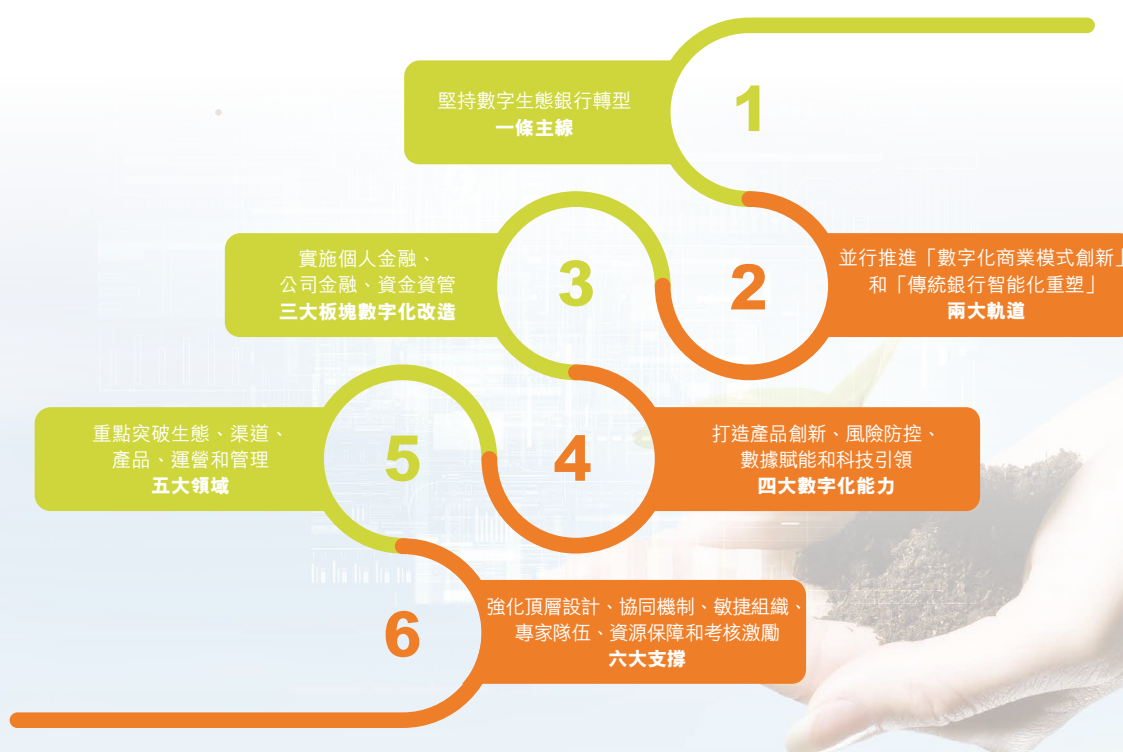 1
堅持數字生態銀行轉型
一條主線
2
並行推進「數字化商業模式創新」
和「傳統銀行智能化重塑」
兩大軌道
3
實施個人金融、
公司金融、資金資管
三大板塊數字化改造
4
打造產品創新、風險防控、
數據賦能和科技引領
四大數字化能力
5
重點突破生態、渠道、
產品、運營和管理
五大領域
6
強化頂層設計、協同機制、敏捷組織、
專家隊伍、資源保障和考核激勵
六大支撐